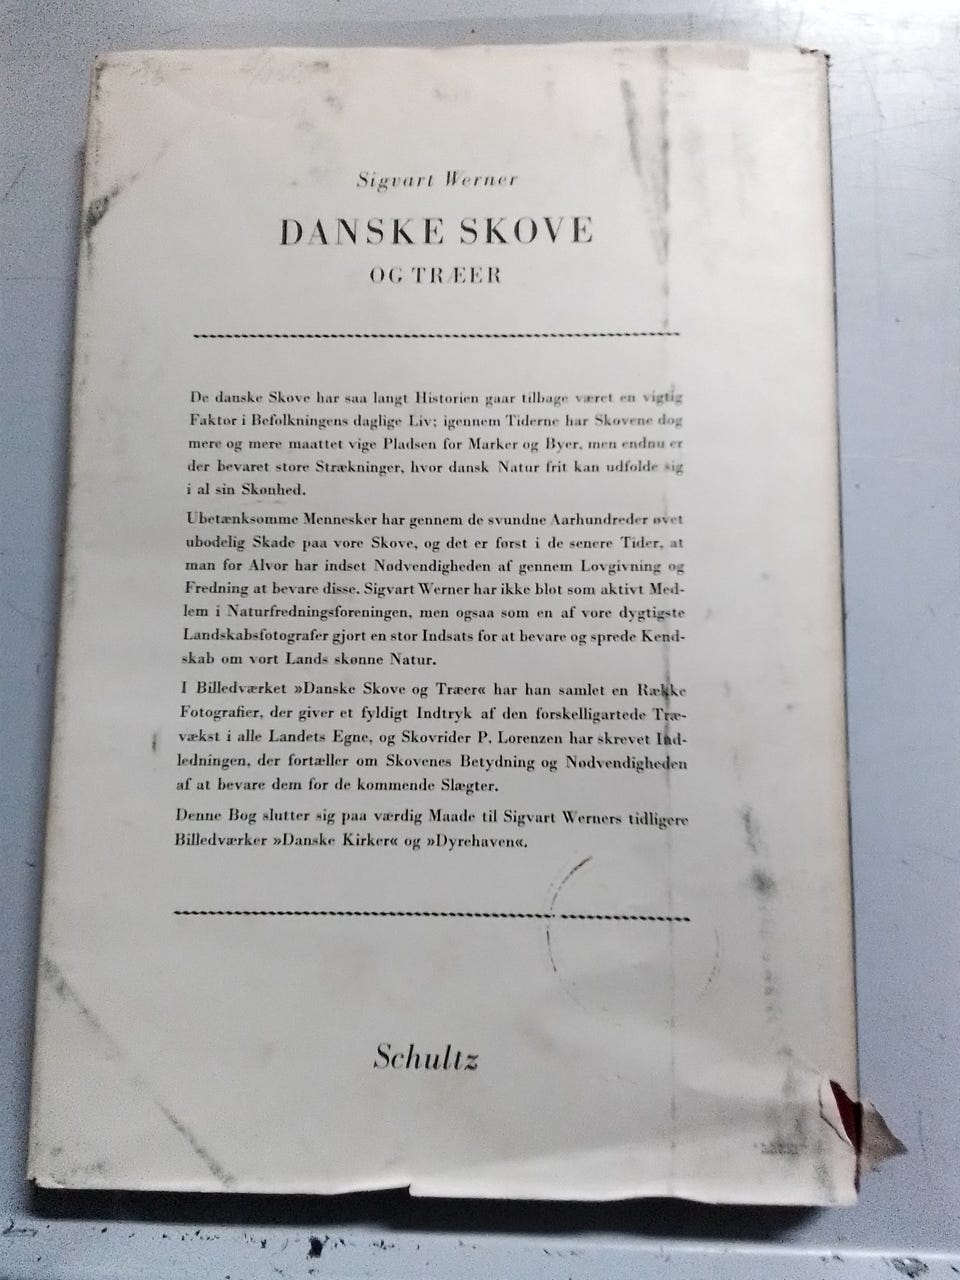 Sigvart Werner
DANSKE SKOVE
OG TRÆER
De danske Skove har saa langt Historien gaar tilbage været en vigtig
Faktor i Befolkningens daglige Liv; igennem Tiderne har Skovene dog
mere og mere maattet vige Pladsen for Marker og Byer, men endnu er
der bevaret store Strækninger, hvor dansk Natur frit kan udfolde sig
i al sin Skønhed.
Ubetænksomme Mennesker har gennem de svundne Aarhundreder øvet
ubodelig Skade paa vore Skove, og det er først i de senere Tider, at
man for Alvor har indset Nødvendigheden af gennem Lovgivning og
Fredning at bevare disse. Sigvart Werner har ikke blot som aktivt Med-
lem i Naturfredningsforeningen, men ogsaa som en af vore dygtigste
Landskabsfotografer gjort en stor Indsats for at bevare og sprede Kend-
skab om vort Lands skønne Natur.
I Billedværket »Danske Skove og Træer« har han samlet en Række
Fotografier, der giver et fyldigt Indtryk af den forskelligartede Træ-
vækst i alle Landets Egne, og Skovrider P. Lorenzen har skrevet Ind-
ledningen, der fortæller om Skovenes Betydning og Nødvendigheden
af at bevare dem for de kommende Slægter.
Denne Bog slutter sig paa værdig Maade til Sigvart Werners tidligere
Billedværker »Danske Kirker« og »Dyrehaven«.
Schultz